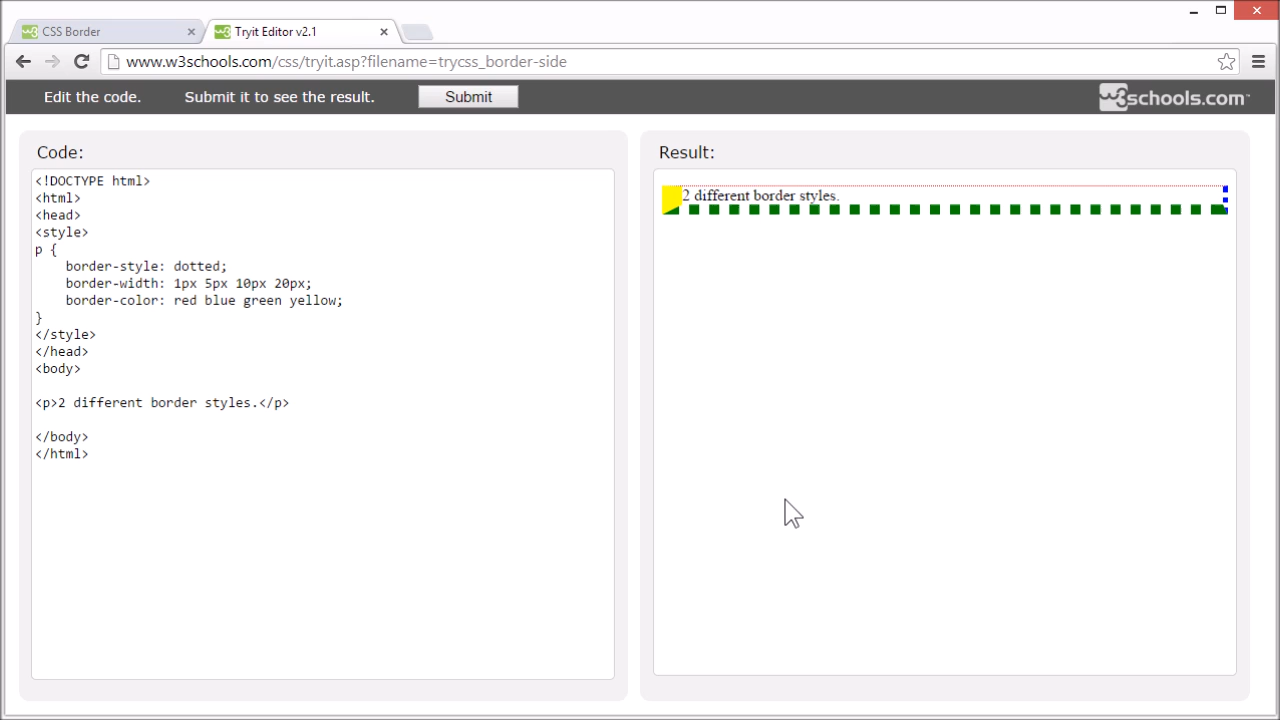 CSS Border
Tryit Editor v2.1
www.w3schools.com/css/tryit.asp?filename=trycss_border-side
Edit the code. Submit it to see the result. Submit
w3schools.com
Code:
<!DOCTYPE html>
<html>
<head>
<style>
p {
    border-style: dotted;
    border-width: 1px 5px 10px 20px;
    border-color: red blue green yellow;
}
</style>
</head>
<body>
<p>2 different border styles.</p>
</body>
</html>
Result:
2 different border styles.